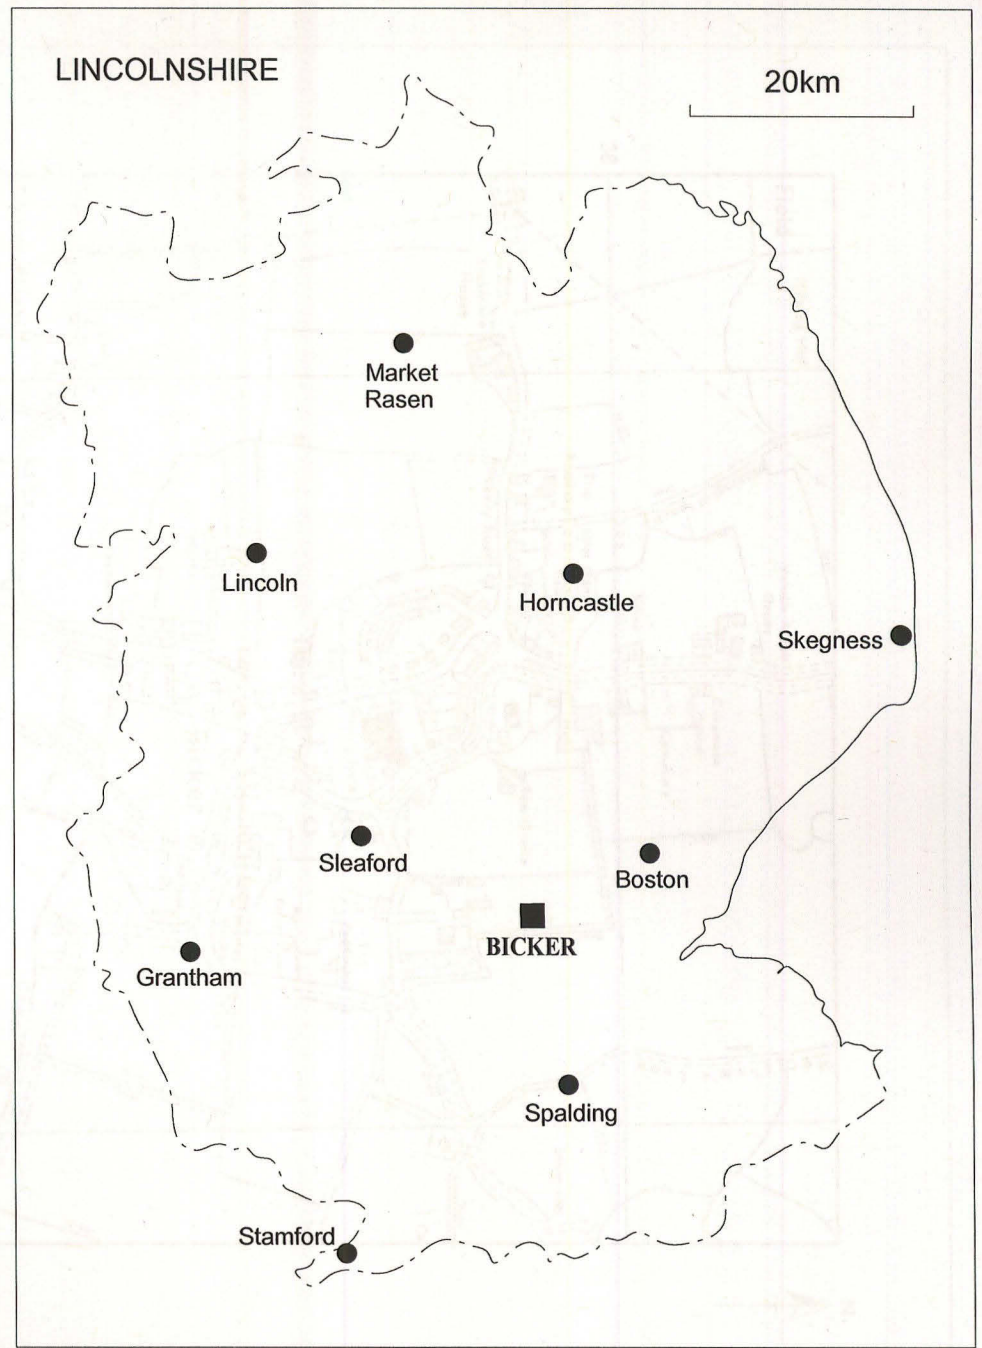 LINCOLNSHIRE
20km
Market
Rasen
Lincoln
Horncastle
Skegness
Sleaford
Boston
BICKER
Grantham
Spalding
Stamford